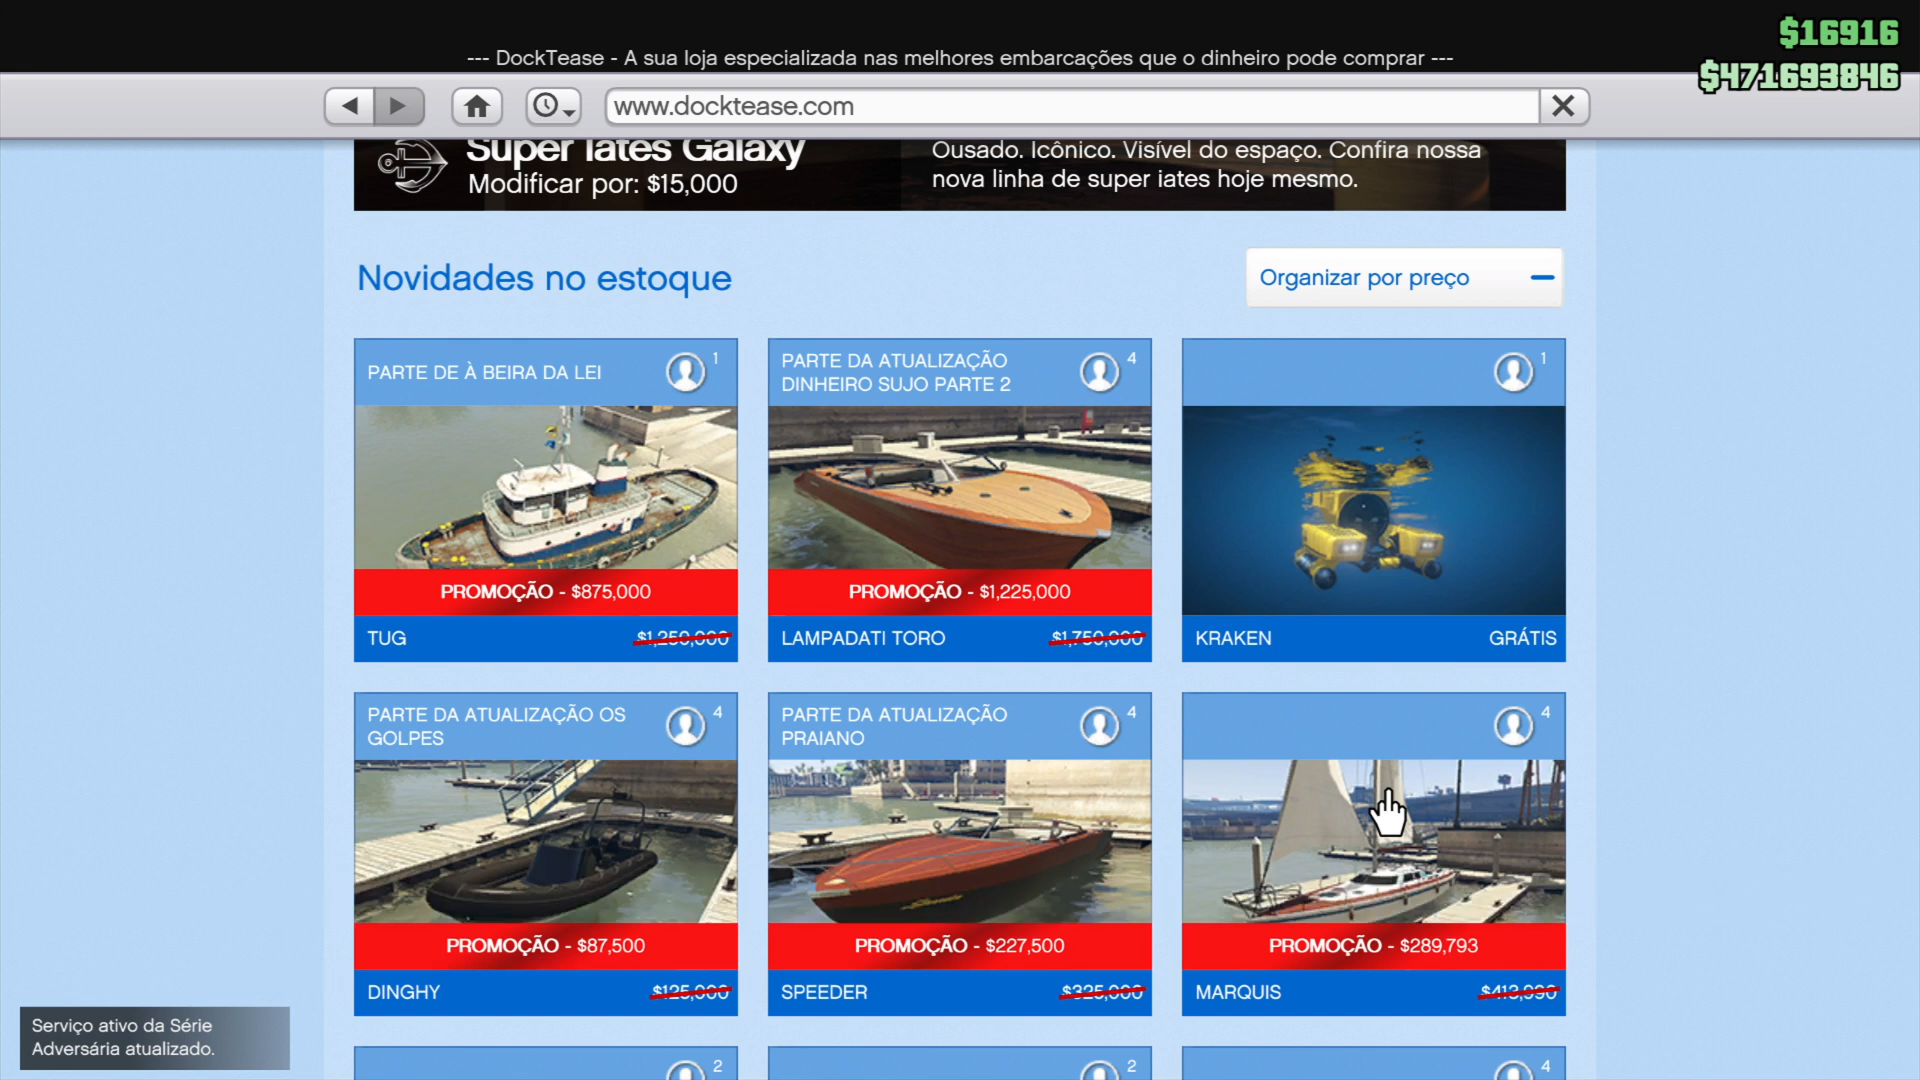 $16916
--- DockTease - A sua loja especializada nas melhores embarcações que o dinheiro pode comprar ---
$471693846
www.docktease.com
Super Iates Galaxy
Modificar por: $15,000
Ousado. Icônico. Visível do espaço. Confira nossa
nova linha de super iates hoje mesmo.
Novidades no estoque
Organizar por preço
PARTE DE À BEIRA DA LEI
1
PROMOÇÃO - $875,000
TUG
$1,250,000
PARTE DA ATUALIZAÇÃO
DINHEIRO SUJO PARTE 2
4
PROMOÇÃO - $1,225,000
LAMPADATI TORO
$1,750,000
1
KRAKEN
GRÁTIS
PARTE DA ATUALIZAÇÃO OS
GOLPES
4
PROMOÇÃO - $87,500
DINGHY
$125,000
PARTE DA ATUALIZAÇÃO
PRAIANO
4
PROMOÇÃO - $227,500
SPEEDER
$325,000
4
PROMOÇÃO - $289,793
MARQUIS
$413,990
2
2
4
Serviço ativo da Série
Adversária atualizado.